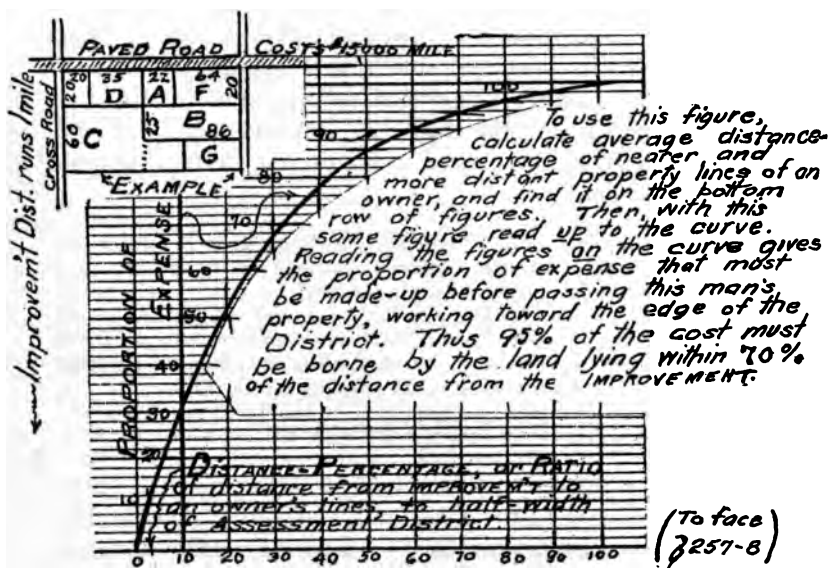 PAVED ROAD COSTS $15000 MILE
20 35 22 64
20 D A F 20
60 C 25 B 86
G
EXAMPLE
Cross Road
←Improvem't Dist. runs 1 mile
To use this figure,
calculate average distance-
percentage of nearer and
more distant property lines of an
owner, and find it on the bottom
row of figures. Then, with this
same figure read up to the curve.
Reading the figures on the curve gives
the proportion of expense that most
be made-up before passing this man's
property, working toward the edge of the
District. Thus 95% of the cost must
be borne by the land lying within 70%
of the distance from the IMPROVEMENT.
PROPORTION OF
EXPENSE
100
90
80
70
60
50
40
30
20
10
DISTANCE-PERCENTAGE, or RATIO
of distance from IMPROVEM'T to
an owner's lines, to half-width
of Assessment District.
0 10 20 30 40 50 60 70 80 90 100
(To face
257-8)